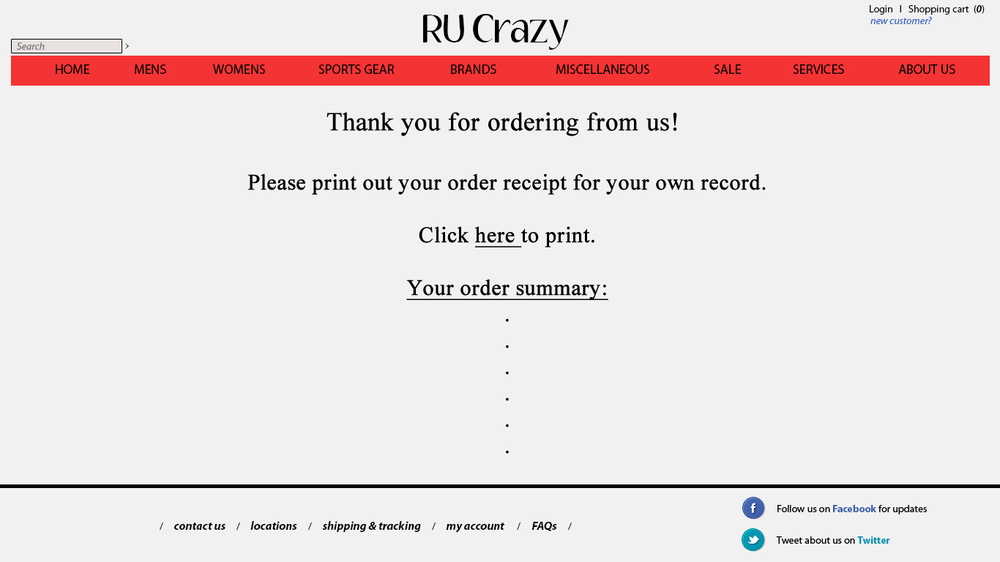 Login | Shopping cart (0)
new customer?
RU Crazy
Search >
HOME MENS WOMENS SPORTS GEAR BRANDS MISCELLANEOUS SALE SERVICES ABOUT US
Thank you for ordering from us!
Please print out your order receipt for your own record.
Click here to print.
Your order summary:
.
.
.
.
.
.
Follow us on Facebook for updates
/ contact us / locations / shipping & tracking / my account / FAQs /
Tweet about us on Twitter